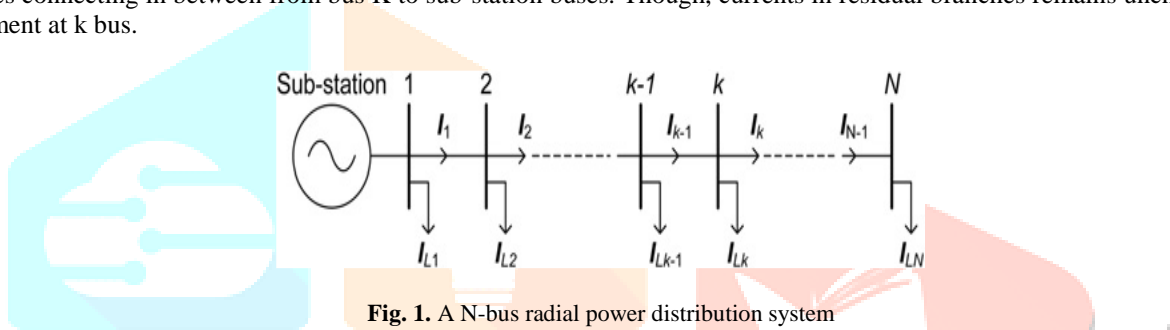 es connecting in between from bus K to sub-station buses. Though, currents in residual branches remains
ment at k bus.
Sub-station 1 2 k-1 k N
I1 I2 Ik-1 Ik IN-1
IL1 IL2 ILk-1 ILk ILN
Fig. 1. A N-bus radial power distribution system